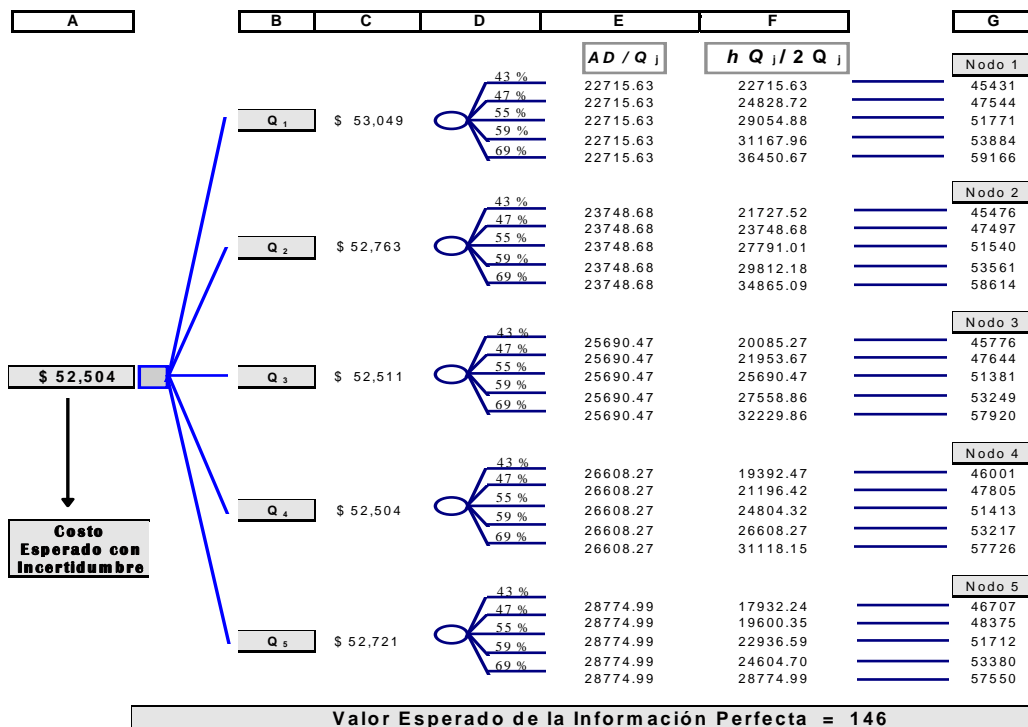 A B C D E F G
AD / Q j h Q j / 2 Q j
Nodo 1
43 % 22715.63 22715.63 45431
47 % 22715.63 24828.72 47544
Q 1 $ 53,049 55 % 22715.63 29054.88 51771
59 % 22715.63 31167.96 53884
69 % 22715.63 36450.67 59166
Nodo 2
43 % 23748.68 21727.52 45476
47 % 23748.68 23748.68 47497
Q 2 $ 52,763 55 % 23748.68 27791.01 51540
59 % 23748.68 29812.18 53561
69 % 23748.68 34865.09 58614
Nodo 3
43 % 25690.47 20085.27 45776
47 % 25690.47 21953.67 47644
$ 52,504 Q 3 $ 52,511 55 % 25690.47 25690.47 51381
59 % 25690.47 27558.86 53249
69 % 25690.47 32229.86 57920
Nodo 4
43 % 26608.27 19392.47 46001
47 % 26608.27 21196.42 47805
Q 4 $ 52,504 55 % 26608.27 24804.32 51413
59 % 26608.27 26608.27 53217
69 % 26608.27 31118.15 57726
Costo
Esperado con
Incertidumbre
Nodo 5
43 % 28774.99 17932.24 46707
47 % 28774.99 19600.35 48375
Q 5 $ 52,721 55 % 28774.99 22936.59 51712
59 % 28774.99 24604.70 53380
69 % 28774.99 28774.99 57550
Valor Esperado de la Información Perfecta = 146